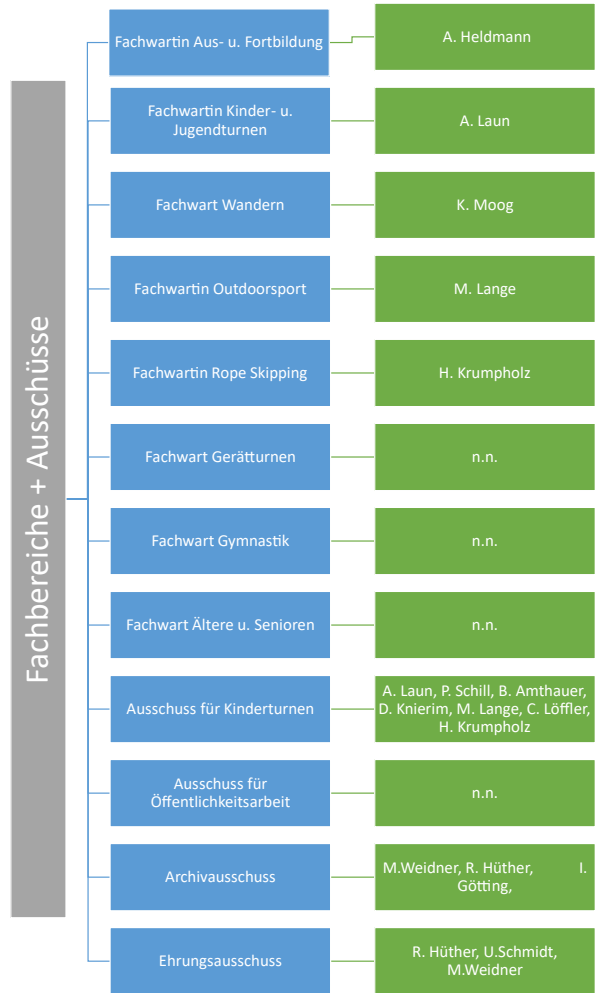 Fachbereiche + Ausschüsse
Fachwartin Aus- u. Fortbildung
A. Heldmann
Fachwartin Kinder- u.
Jugendturnen
A. Laun
Fachwart Wandern
K. Moog
Fachwartin Outdoorsport
M. Lange
Fachwartin Rope Skipping
H. Krumpholz
Fachwart Gerätturnen
n.n.
Fachwart Gymnastik
n.n.
Fachwart Ältere u. Senioren
n.n.
Ausschuss für Kinderturnen
A. Laun, P. Schill, B. Amthauer,
D. Knierim, M. Lange, C. Löffler,
H. Krumpholz
Ausschuss für
Öffentlichkeitsarbeit
n.n.
Archivausschuss
M.Weidner, R. Hüther, I.
Götting,
Ehrungsausschuss
R. Hüther, U.Schmidt,
M.Weidner